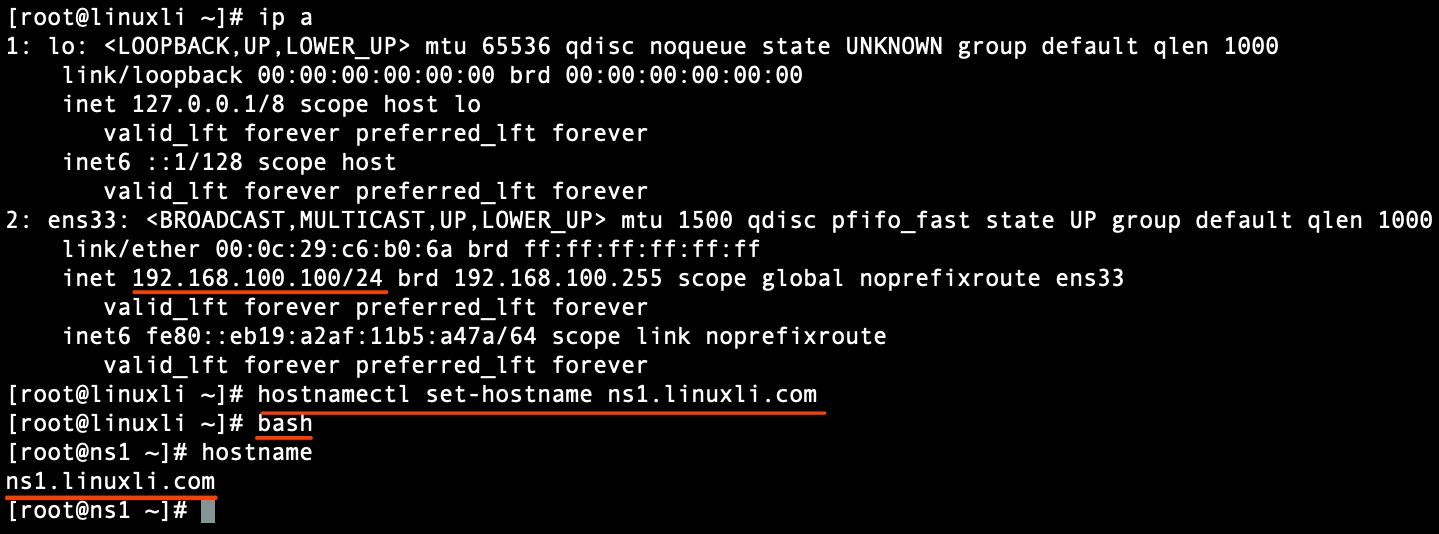 [root@linuxli ~]# ip a
1: lo: <LOOPBACK,UP,LOWER_UP> mtu 65536 qdisc noqueue state UNKNOWN group default qlen 1000
    link/loopback 00:00:00:00:00:00 brd 00:00:00:00:00:00
    inet 127.0.0.1/8 scope host lo
       valid_lft forever preferred_lft forever
    inet6 ::1/128 scope host
       valid_lft forever preferred_lft forever
2: ens33: <BROADCAST,MULTICAST,UP,LOWER_UP> mtu 1500 qdisc pfifo_fast state UP group default qlen 1000
    link/ether 00:0c:29:c6:b0:6a brd ff:ff:ff:ff:ff:ff
    inet 192.168.100.100/24 brd 192.168.100.255 scope global noprefixroute ens33
       valid_lft forever preferred_lft forever
    inet6 fe80::eb19:a2af:11b5:a47a/64 scope link noprefixroute
       valid_lft forever preferred_lft forever
[root@linuxli ~]# hostnamectl set-hostname ns1.linuxli.com
[root@linuxli ~]# bash
[root@ns1 ~]# hostname
ns1.linuxli.com
[root@ns1 ~]#